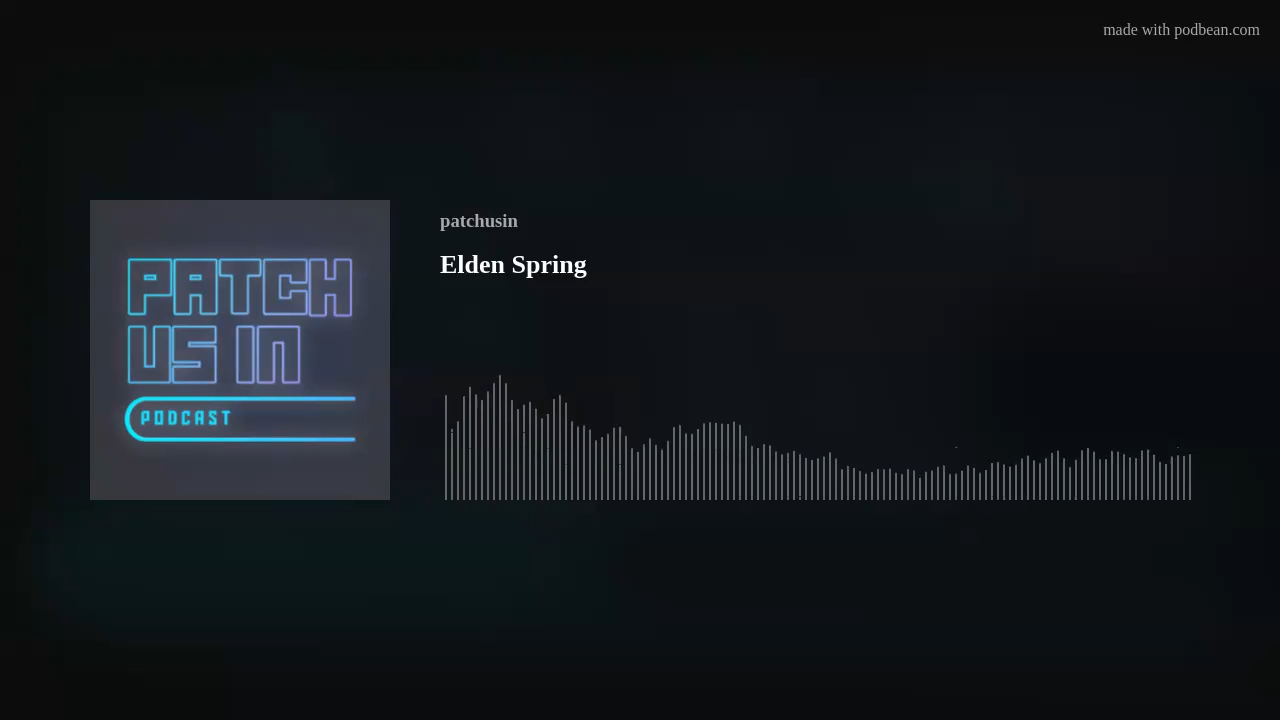 made with podbean.com
PATCH
US IN
PODCAST
patchusin
Elden Spring